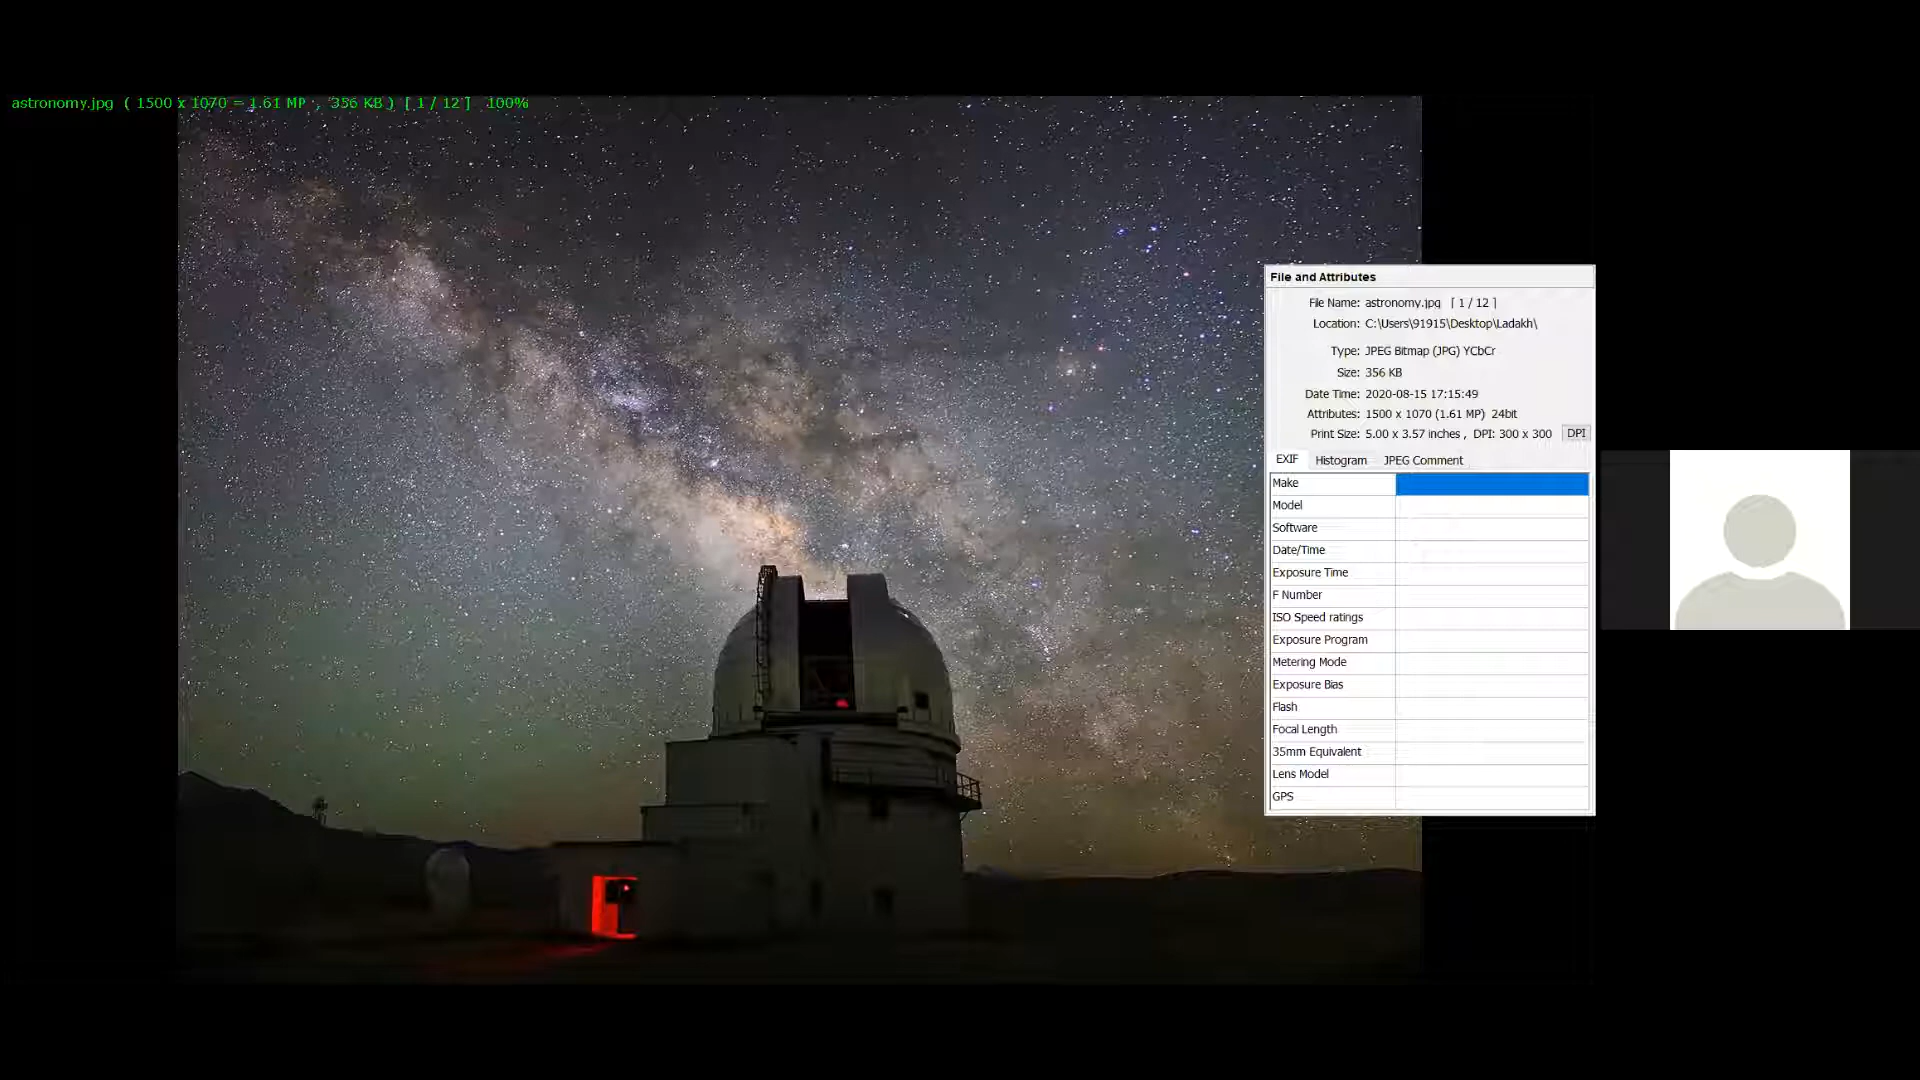 astronomy.jpg ( 1500 x 1070 = 1.61 MP , 356 KB ) [ 1 / 12 ] 100%
File and Attributes
File Name: astronomy.jpg [ 1 / 12 ]
Location: C:\Users\91915\Desktop\Ladakh\
Type: JPEG Bitmap (JPG) YCbCr
Size: 356 KB
Date Time: 2020-08-15 17:15:49
Attributes: 1500 x 1070 (1.61 MP) 24bit
Print Size: 5.00 x 3.57 inches , DPI: 300 x 300 DPI
EXIF Histogram JPEG Comment
Make
Model
Software
Date/Time
Exposure Time
F Number
ISO Speed ratings
Exposure Program
Metering Mode
Exposure Bias
Flash
Focal Length
35mm Equivalent
Lens Model
GPS